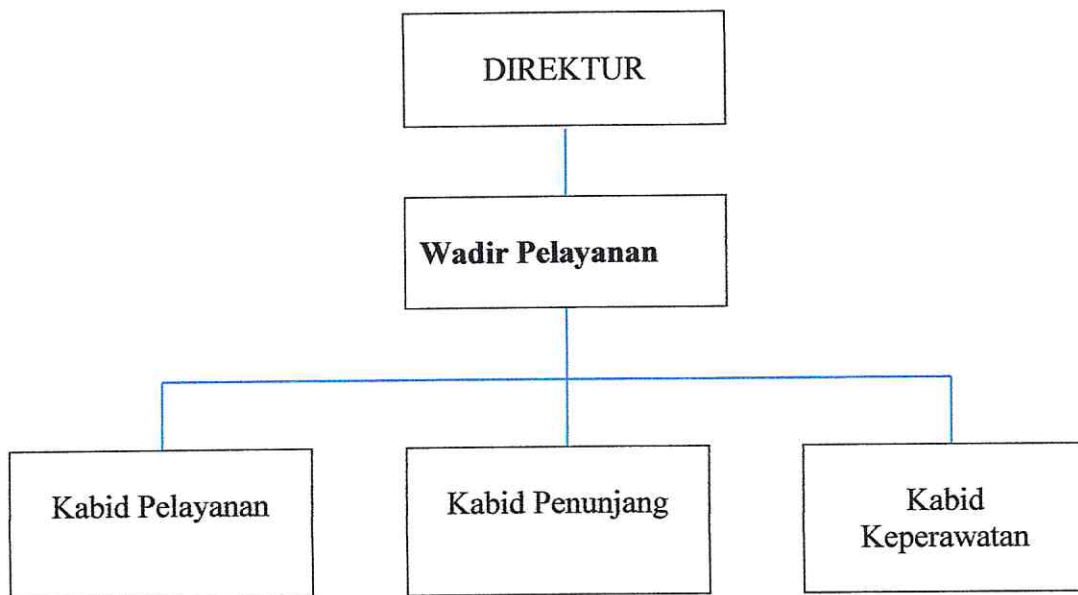 DIREKTUR
Wadir Pelayanan
Kabid Pelayanan
Kabid Penunjang
Kabid
Keperawatan